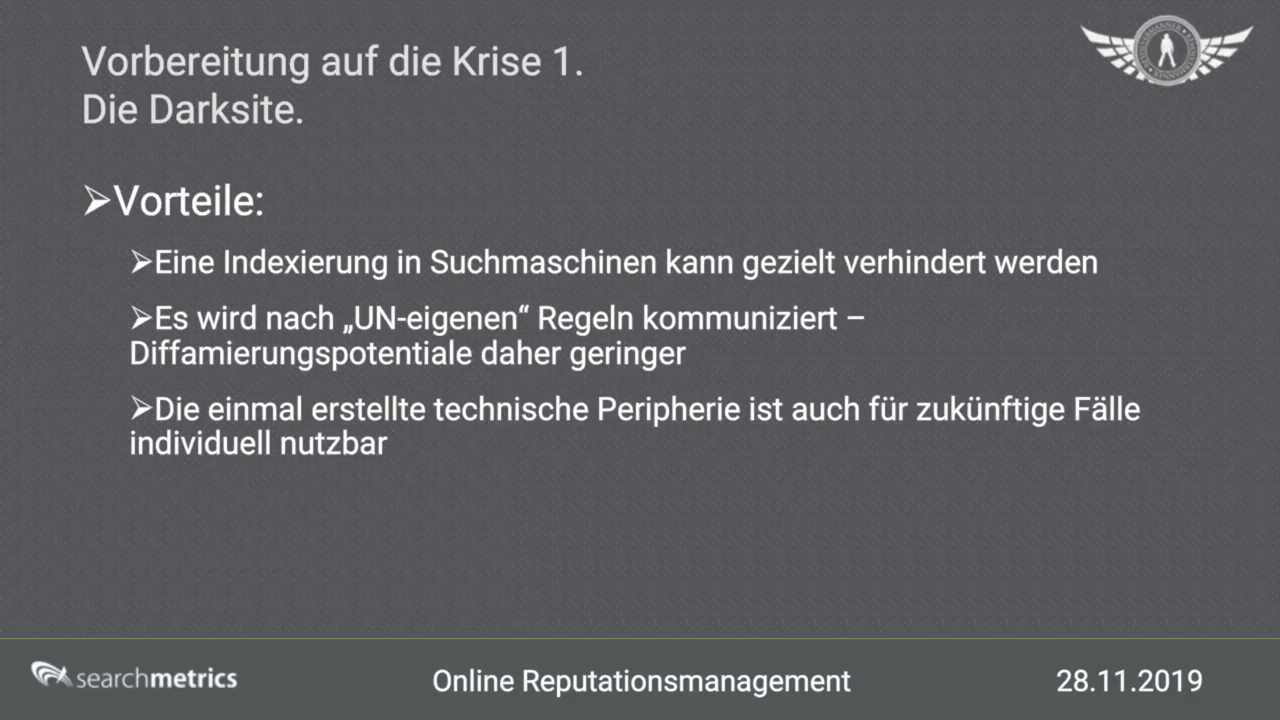 Vorbereitung auf die Krise 1.
Die Darksite.
➢Vorteile:
➢Eine Indexierung in Suchmaschinen kann gezielt verhindert werden
➢Es wird nach „UN-eigenen“ Regeln kommuniziert –
Diffamierungspotentiale daher geringer
➢Die einmal erstellte technische Peripherie ist auch für zukünftige Fälle
individuell nutzbar
searchmetrics
Online Reputationsmanagement
28.11.2019